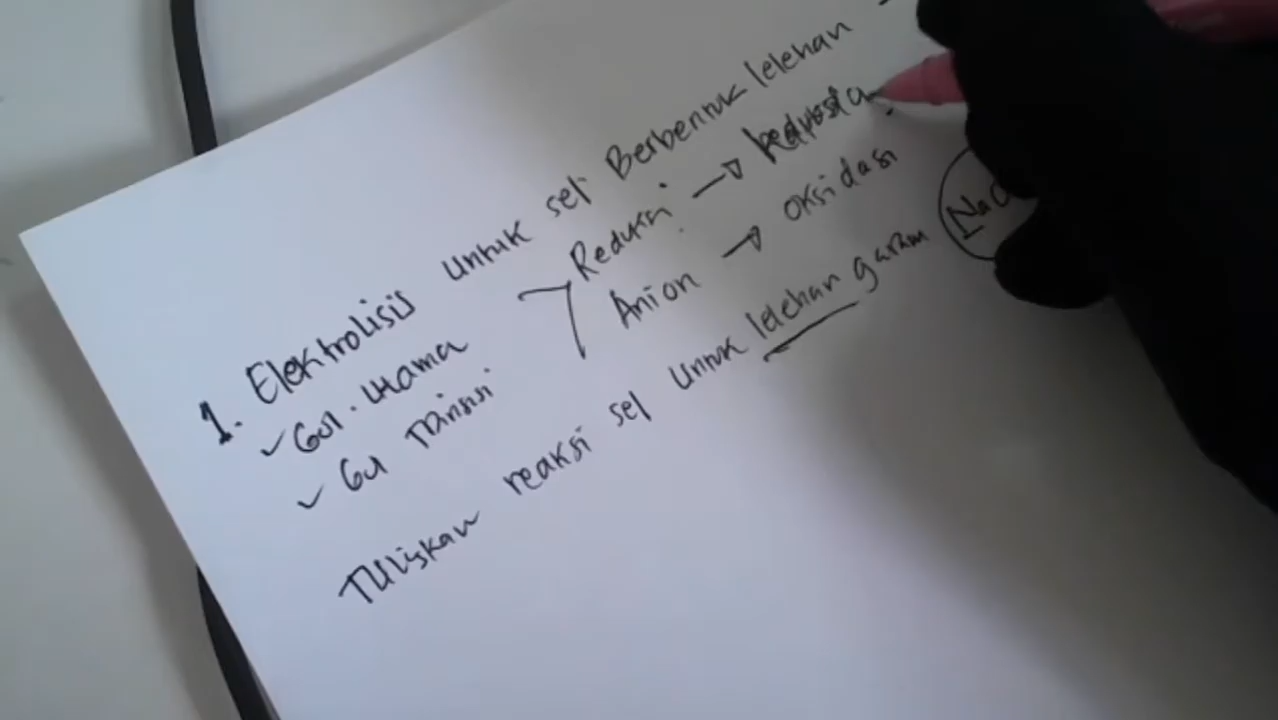 1. Elektrolisis untuk sel Berbentuk lelehan
✓ Gol. Utama
✓ Gol Transisi
Reduksi →
Anion → oksidasi
Tuliskan reaksi sel untuk lelehan garam NaCl